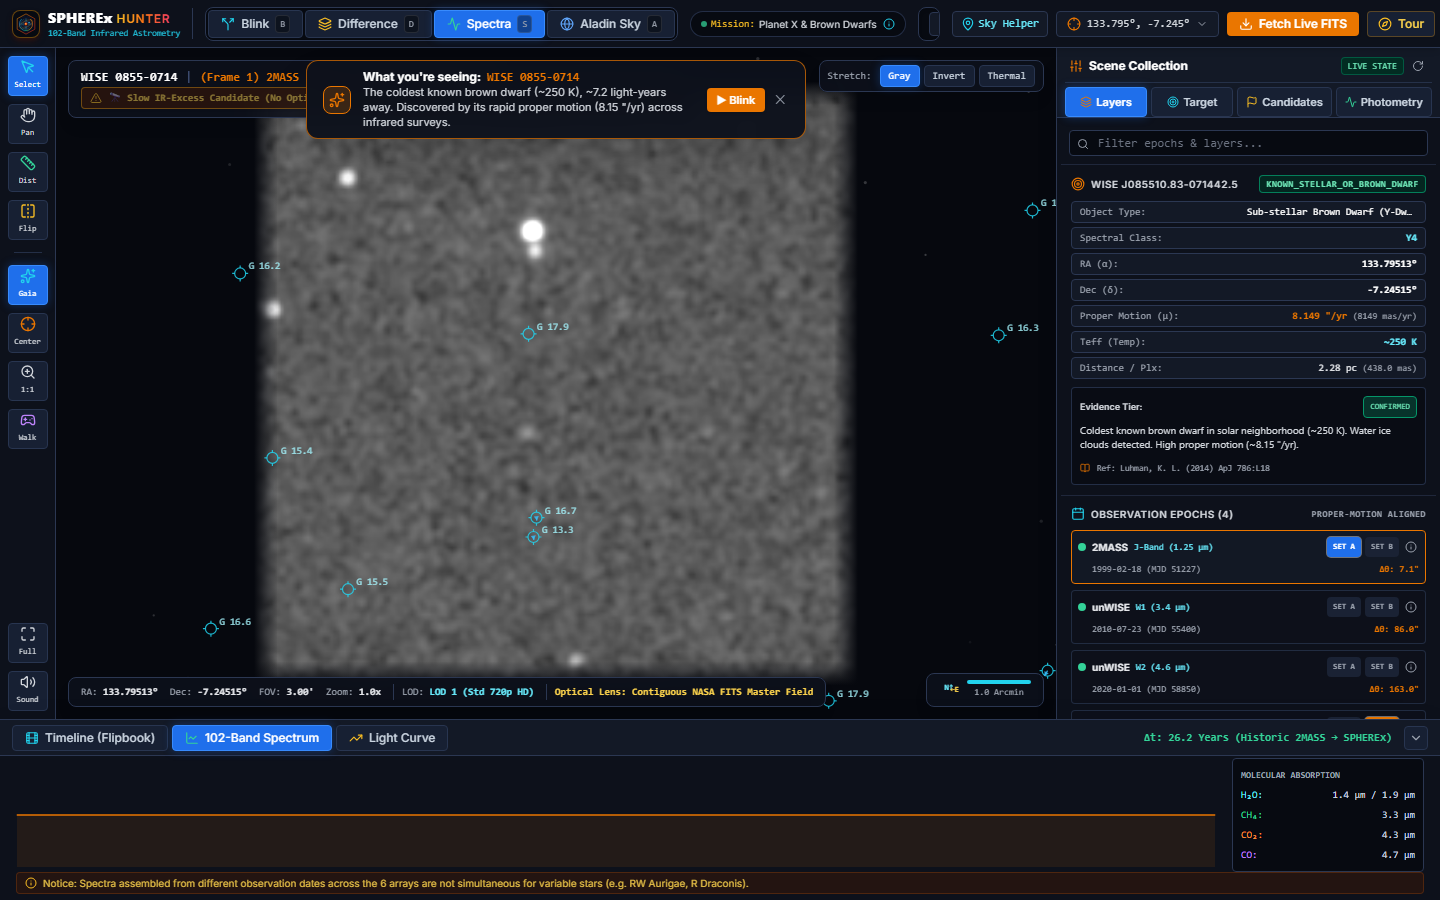 SPHEREx HUNTER
102-Band Infrared Astrometry
Blink B
Difference D
Spectra S
Aladin Sky A
Mission: Planet X & Brown Dwarfs
Sky Helper
133.795°, -7.245°
Fetch Live FITS
Tour
Select
Pan
Dist
Flip
Gaia
Center
1:1
Walk
Full
Sound
WISE 0855-0714 | (Frame 1) 2MASS
Slow IR-Excess Candidate (No Opti
What you're seeing: WISE 0855-0714
The coldest known brown dwarf (~250 K), ~7.2 light-years
away. Discovered by its rapid proper motion (8.15 "/yr) across
infrared surveys.
Blink
Stretch: Gray Invert Thermal
G 1
G 16.2
G 17.9
G 16.3
G 15.4
G 16.7
G 13.3
G 15.5
G 16.6
G 17.9
RA: 133.79513° Dec: -7.24515° FOV: 3.00' Zoom: 1.0x LOD: LOD 1 (Std 720p HD) Optical Lens: Contiguous NASA FITS Master Field
1.0 Arcmin
Scene Collection
LIVE STATE
Layers
Target
Candidates
Photometry
Filter epochs & layers...
WISE J085510.83-071442.5
KNOWN_STELLAR_OR_BROWN_DWARF
Object Type: Sub-stellar Brown Dwarf (Y-Dw…
Spectral Class: Y4
RA (α): 133.79513°
Dec (δ): -7.24515°
Proper Motion (μ): 8.149 "/yr (8149 mas/yr)
Teff (Temp): ~250 K
Distance / Plx: 2.28 pc (438.0 mas)
Evidence Tier:
CONFIRMED
Coldest known brown dwarf in solar neighborhood (~250 K). Water ice
clouds detected. High proper motion (~8.15 "/yr).
Ref: Luhman, K. L. (2014) ApJ 786:L18
OBSERVATION EPOCHS (4)
PROPER-MOTION ALIGNED
2MASS J-Band (1.25 μm) SET A SET B
1999-02-18 (MJD 51227) Δθ: 7.1"
unWISE W1 (3.4 μm) SET A SET B
2010-07-23 (MJD 55400) Δθ: 86.0"
unWISE W2 (4.6 μm) SET A SET B
2020-01-01 (MJD 58850) Δθ: 163.0"
Timeline (Flipbook)
102-Band Spectrum
Light Curve
Δt: 26.2 Years (Historic 2MASS → SPHEREx)
MOLECULAR ABSORPTION
H₂O: 1.4 μm / 1.9 μm
CH₄: 3.3 μm
CO₂: 4.3 μm
CO: 4.7 μm
Notice: Spectra assembled from different observation dates across the 6 arrays are not simultaneous for variable stars (e.g. RW Aurigae, R Draconis).